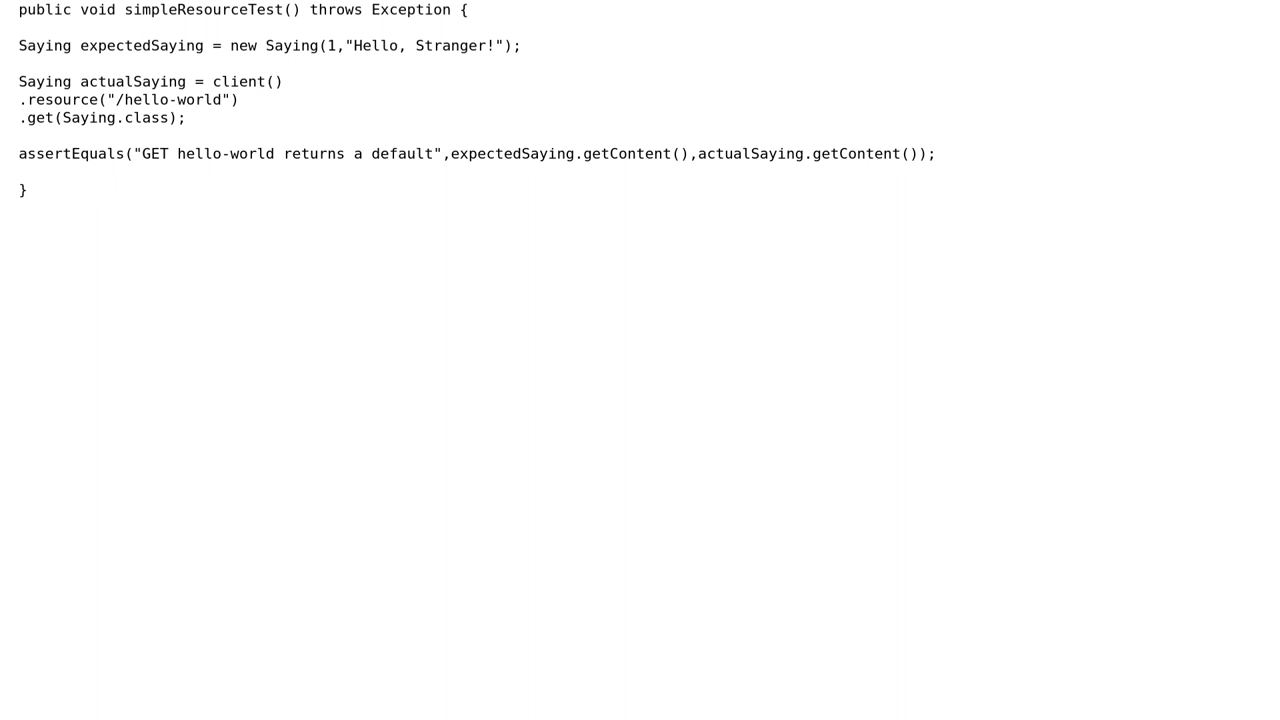 public void simpleResourceTest() throws Exception {
Saying expectedSaying = new Saying(1,"Hello, Stranger!");
Saying actualSaying = client()
.resource("/hello-world")
.get(Saying.class);
assertEquals("GET hello-world returns a default",expectedSaying.getContent(),actualSaying.getContent());
}